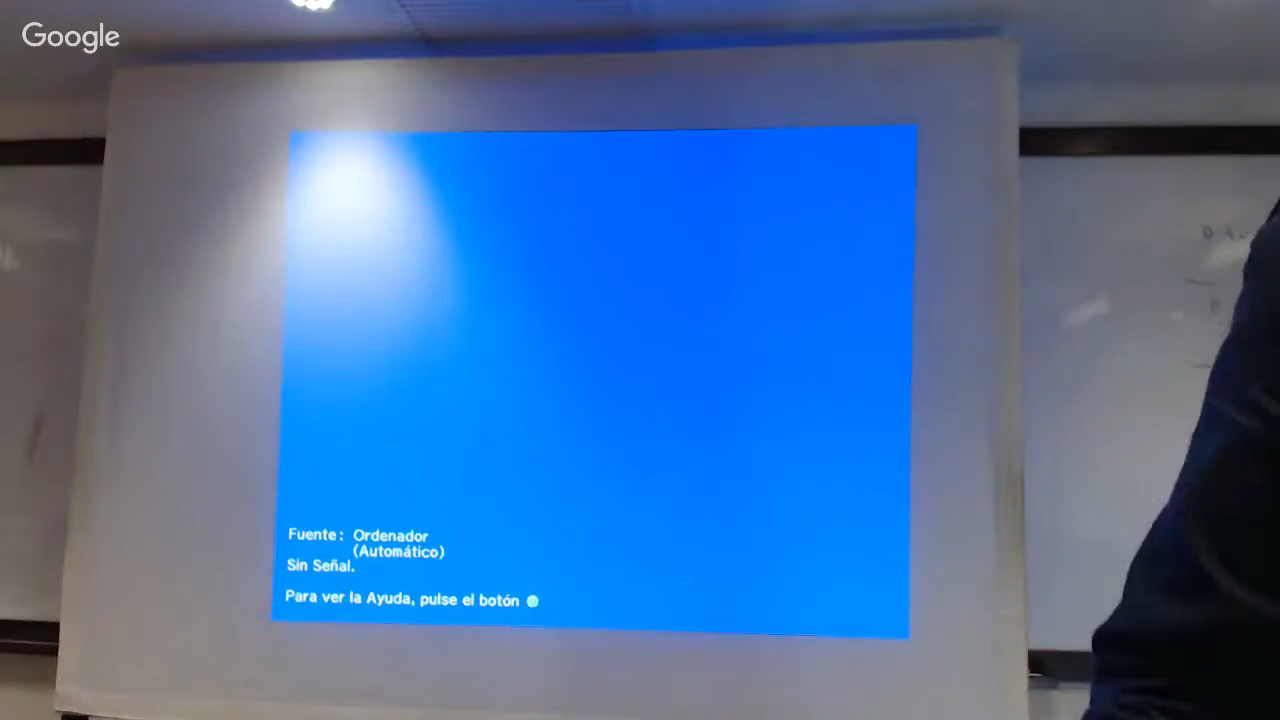 Google
Fuente: Ordenador
(Automático)
Sin Señal.
Para ver la Ayuda, pulse el botón